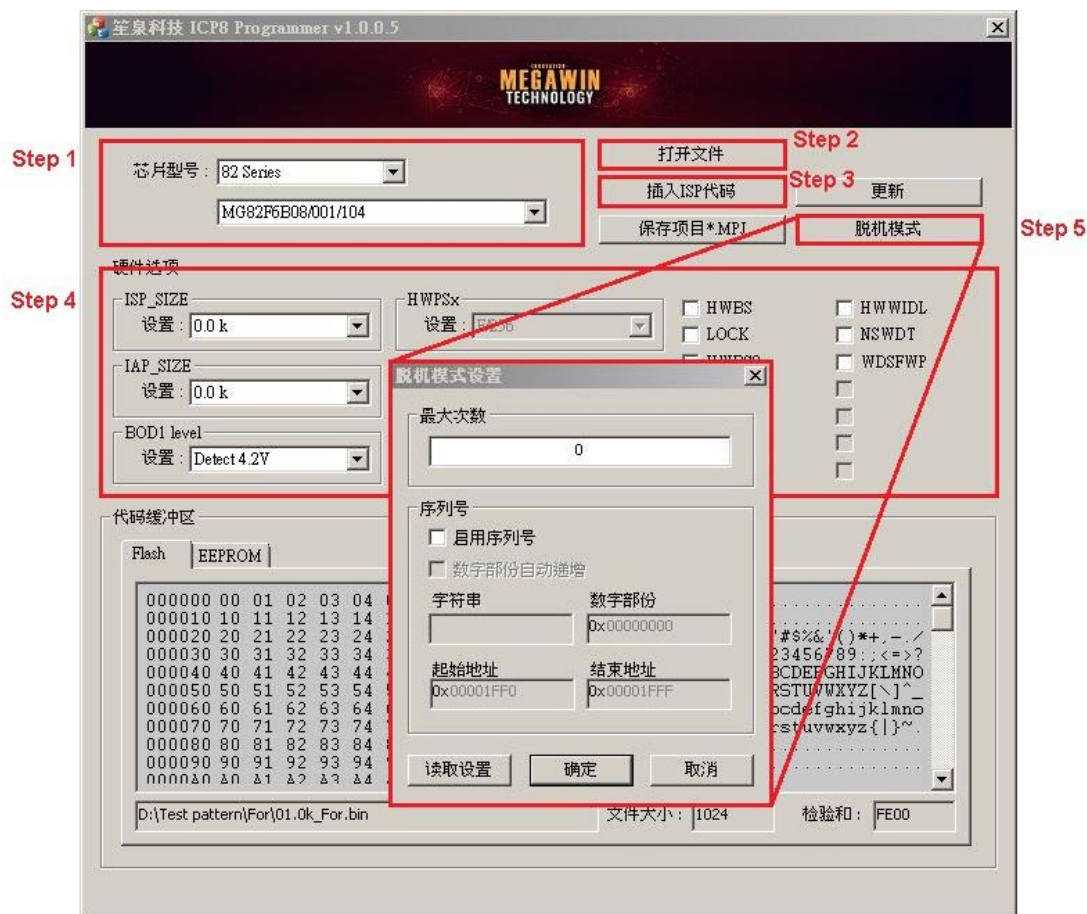 笙泉科技 ICP8 Programmer v1.0.0.5
INNOVATION
MEGAWIN
TECHNOLOGY
Step 1
芯片型号: 82 Series
MG82F6B08/001/104
打开文件
Step 2
插入ISP代码
Step 3
更新
保存项目*.MPJ
脱机模式
Step 5
硬件选项
Step 4
ISP_SIZE
设置: 0.0 k
HWPSx
设置:
HWBS
HWWIDL
LOCK
NSWDT
IAP_SIZE
设置: 0.0 k
WDSFWP
BOD1 level
设置: Detect 4.2V
脱机模式设置
最大次数
0
序列号
启用序列号
数字部份自动递增
字符串
数字部份
0x00000000
起始地址
结束地址
0x00001FF0
0x00001FFF
读取设置
确定
取消
代码缓冲区
Flash
EEPROM
000000 00 01 02 03 04
000010 10 11 12 13 14
000020 20 21 22 23 24 '#$%&'()*+,-./
000030 30 31 32 33 34 23456789:;<=>?
000040 40 41 42 43 44 BCDEFGHIJKLMNO
000050 50 51 52 53 54 RSTUVWXYZ[\]^_
000060 60 61 62 63 64 bcdefghijklmno
000070 70 71 72 73 74 rstuvwxyz{|}~.
000080 80 81 82 83 84
000090 90 91 92 93 94
0000A0 A0 A1 A2 A3 A4
D:\Test pattern\For\01.0k_For.bin
文件大小: 1024
检验和: FE00